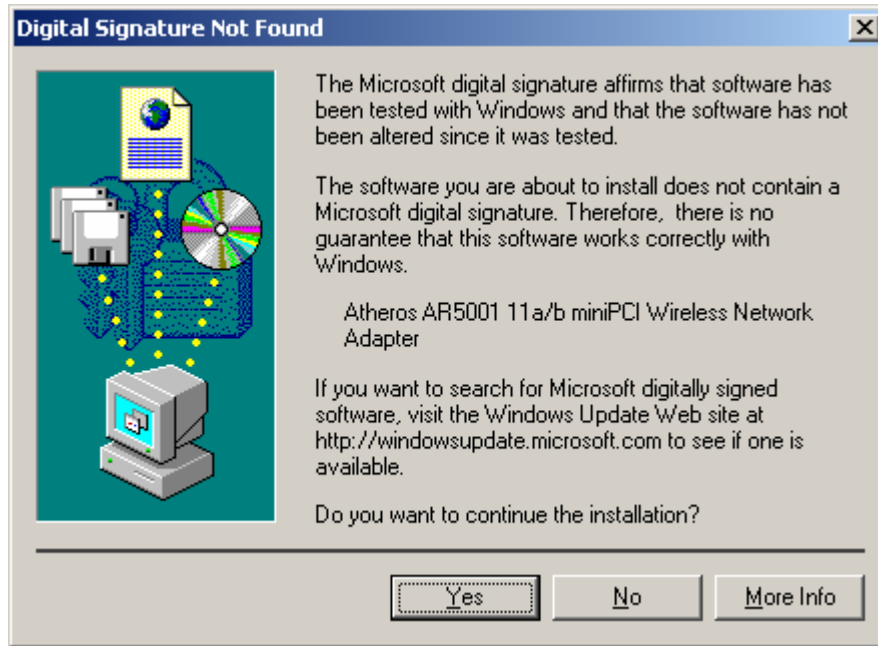 Digital Signature Not Found
The Microsoft digital signature affirms that software has
been tested with Windows and that the software has not
been altered since it was tested.
The software you are about to install does not contain a
Microsoft digital signature. Therefore,  there is no
guarantee that this software works correctly with
Windows.
Atheros AR5001 11a/b miniPCI Wireless Network
Adapter
If you want to search for Microsoft digitally signed
software, visit the Windows Update Web site at
http://windowsupdate.microsoft.com to see if one is
available.
Do you want to continue the installation?
Yes No More Info